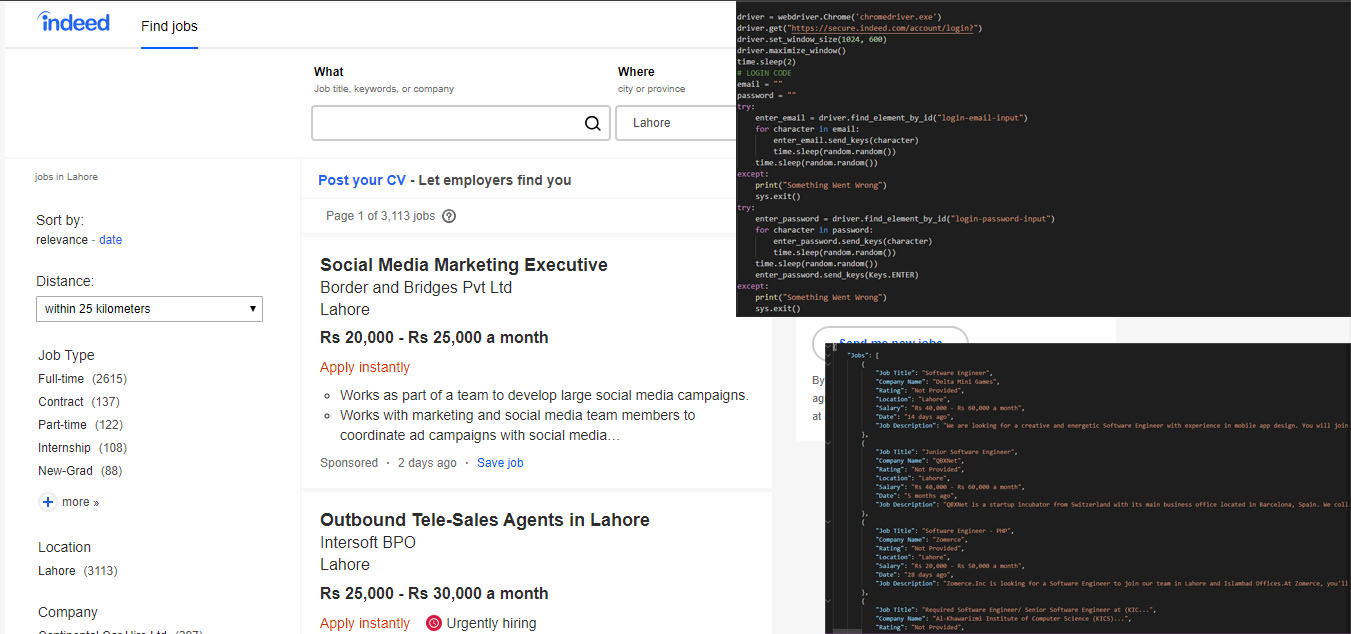 indeed
Find jobs
What
Job title, keywords, or company
Where
city or province
Lahore
jobs in Lahore
Sort by:
relevance - date
Distance:
within 25 kilometers
Job Type
Full-time (2615)
Contract (137)
Part-time (122)
Internship (108)
New-Grad (88)
+ more »
Location
Lahore (3113)
Company
Post your CV - Let employers find you
Page 1 of 3,113 jobs ?
Social Media Marketing Executive
Border and Bridges Pvt Ltd
Lahore
Rs 20,000 - Rs 25,000 a month
Apply instantly
Works as part of a team to develop large social media campaigns.
Works with marketing and social media team members to
coordinate ad campaigns with social media…
Sponsored · 2 days ago · Save job
Outbound Tele-Sales Agents in Lahore
Intersoft BPO
Lahore
Rs 25,000 - Rs 30,000 a month
Apply instantly Urgently hiring
driver = webdriver.Chrome('chromedriver.exe')
driver.get("https://secure.indeed.com/account/login?")
driver.set_window_size(1024, 600)
driver.maximize_window()
time.sleep(2)
# LOGIN CODE
email = ""
password = ""
try:
enter_email = driver.find_element_by_id("login-email-input")
for character in email:
enter_email.send_keys(character)
time.sleep(random.random())
time.sleep(random.random())
except:
print("Something Went Wrong")
sys.exit()
try:
enter_password = driver.find_element_by_id("login-password-input")
for character in password:
enter_password.send_keys(character)
time.sleep(random.random())
time.sleep(random.random())
enter_password.send_keys(Keys.ENTER)
except:
print("Something Went Wrong")
sys.exit()
By
ag
at
{
"Jobs": [
{
"Job Title": "Software Engineer",
"Company Name": "Delta Mini Games",
"Rating": "Not Provided",
"Location": "Lahore",
"Salary": "Rs 40,000 - Rs 60,000 a month",
"Date": "14 days ago",
"Job Description": "We are looking for a creative and energetic Software Engineer with experience in mobile app design. You will join
},
{
"Job Title": "Junior Software Engineer",
"Company Name": "QBXNet",
"Rating": "Not Provided",
"Location": "Lahore",
"Salary": "Rs 40,000 - Rs 60,000 a month",
"Date": "5 months ago",
"Job Description": "QBXNet is a startup incubator from Switzerland with its main business office located in Barcelona, Spain. We coll
},
{
"Job Title": "Software Engineer - PHP",
"Company Name": "Zomerce",
"Rating": "Not Provided",
"Location": "Lahore",
"Salary": "Rs 20,000 - Rs 50,000 a month",
"Date": "28 days ago",
"Job Description": "Zomerce.Inc is looking for a Software Engineer to join our team in Lahore and Islambad Offices.At Zomerce, you'll
},
{
"Job Title": "Required Software Engineer/ Senior Software Engineer at (KIC...",
"Company Name": "Al-Khawarizmi Institute of Computer Science (KICS)...",
"Rating": "Not Provided",